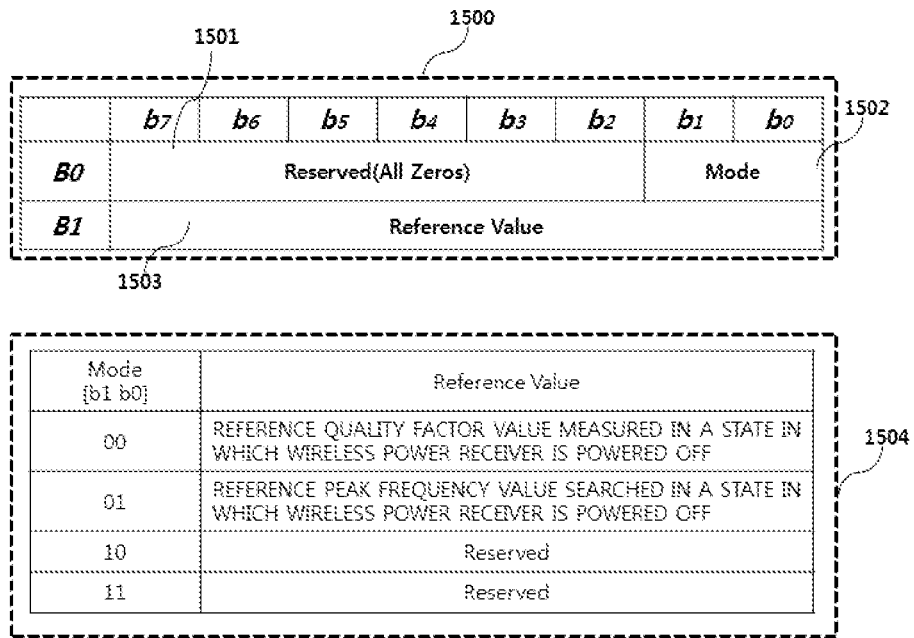 1500
1501
b7 b6 b5 b4 b3 b2 b1 b0
1502
B0 Reserved(All Zeros) Mode
B1 Reference Value
1503
Mode
[b1 b0]
Reference Value
00
REFERENCE QUALITY FACTOR VALUE MEASURED IN A STATE IN
WHICH WIRELESS POWER RECEIVER IS POWERED OFF
1504
01
REFERENCE PEAK FREQUENCY VALUE SEARCHED IN A STATE IN
WHICH WIRELESS POWER RECEIVER IS POWERED OFF
10 Reserved
11 Reserved